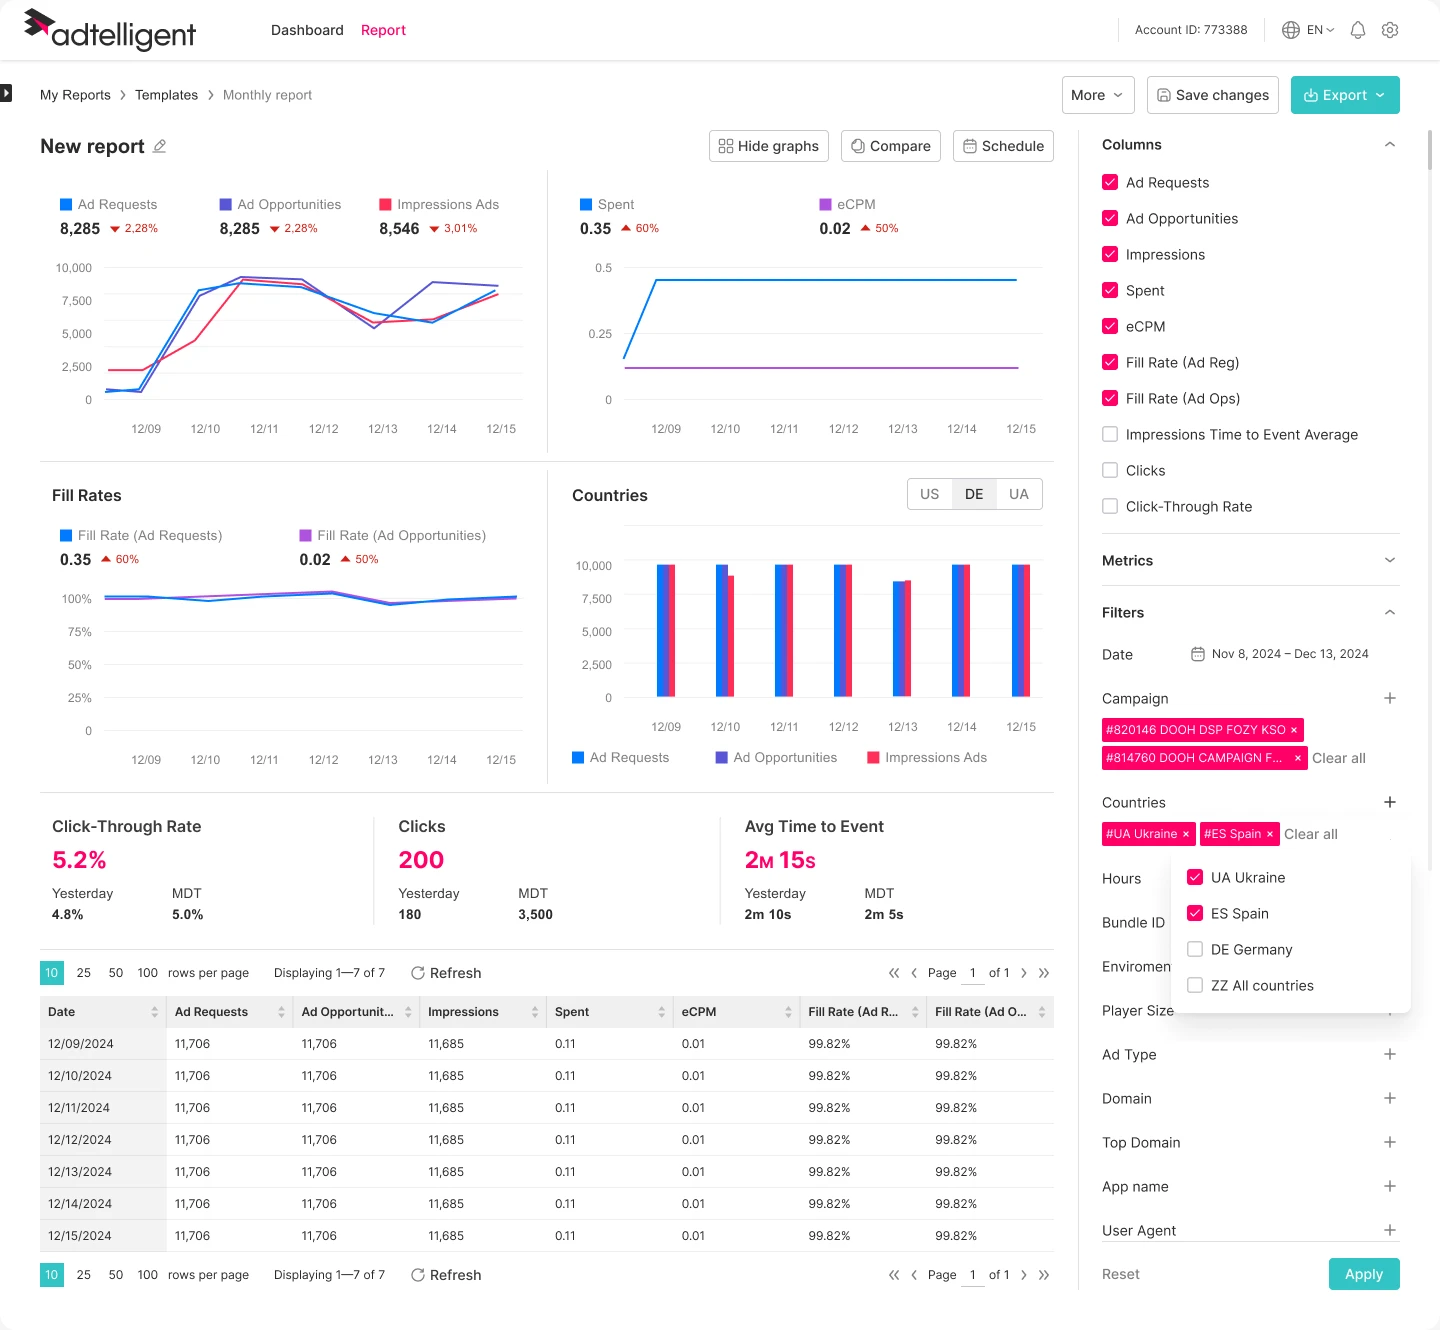 adtelligent
Dashboard Report
Account ID: 773388
EN
My Reports Templates Monthly report
More
Save changes
Export
New report
Hide graphs
Compare
Schedule
Ad Requests Ad Opportunities Impressions Ads
8,285 2,28% 8,285 2,28% 8,546 3,01%
10,000
7,500
5,000
2,500
0
12/09 12/10 12/11 12/12 12/13 12/14 12/15
Spent eCPM
0.35 60% 0.02 50%
0.5
0.25
0
12/09 12/10 12/11 12/12 12/13 12/14 12/15
Fill Rates
Fill Rate (Ad Requests) Fill Rate (Ad Opportunities)
0.35 60% 0.02 50%
100%
75%
50%
25%
0
12/09 12/10 12/11 12/12 12/13 12/14 12/15
Countries
US DE UA
10,000
7,500
5,000
2,500
0
12/09 12/10 12/11 12/12 12/13 12/14 12/15
Ad Requests Ad Opportunities Impressions Ads
Click-Through Rate
5.2%
Yesterday MDT
4.8% 5.0%
Clicks
200
Yesterday MDT
180 3,500
Avg Time to Event
2M 15S
Yesterday MDT
2m 10s 2m 5s
10 25 50 100 rows per page Displaying 1—7 of 7 Refresh
Page 1 of 1
Date Ad Requests Ad Opportunit... Impressions Spent eCPM Fill Rate (Ad R... Fill Rate (Ad O...
12/09/2024 11,706 11,706 11,685 0.11 0.01 99.82% 99.82%
12/10/2024 11,706 11,706 11,685 0.11 0.01 99.82% 99.82%
12/11/2024 11,706 11,706 11,685 0.11 0.01 99.82% 99.82%
12/12/2024 11,706 11,706 11,685 0.11 0.01 99.82% 99.82%
12/13/2024 11,706 11,706 11,685 0.11 0.01 99.82% 99.82%
12/14/2024 11,706 11,706 11,685 0.11 0.01 99.82% 99.82%
12/15/2024 11,706 11,706 11,685 0.11 0.01 99.82% 99.82%
10 25 50 100 rows per page Displaying 1—7 of 7 Refresh
Page 1 of 1
Columns
Ad Requests
Ad Opportunities
Impressions
Spent
eCPM
Fill Rate (Ad Reg)
Fill Rate (Ad Ops)
Impressions Time to Event Average
Clicks
Click-Through Rate
Metrics
Filters
Date Nov 8, 2024 – Dec 13, 2024
Campaign
#820146 DOOH DSP FOZY KSO ×
#814760 DOOH CAMPAIGN F... × Clear all
Countries
#UA Ukraine × #ES Spain × Clear all
Hours
UA Ukraine
ES Spain
DE Germany
ZZ All countries
Bundle ID
Enviromen
Player Size
Ad Type
Domain
Top Domain
App name
User Agent
Reset
Apply